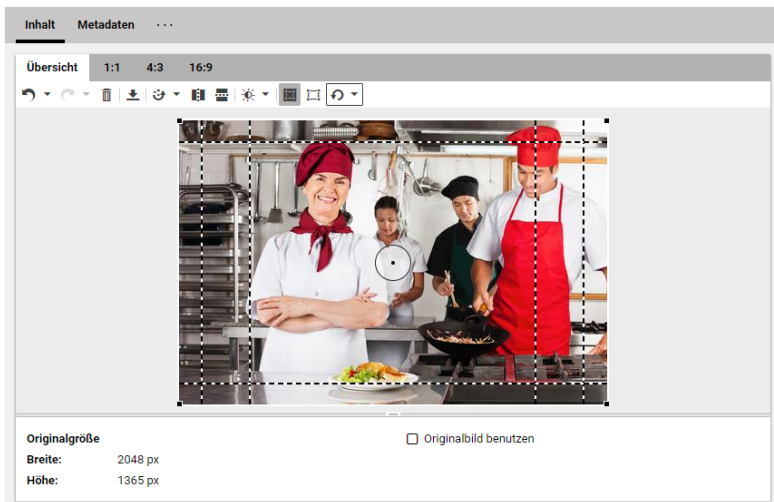 Inhalt Metadaten ...
Übersicht 1:1 4:3 16:9
Originalgröße
Originalbild benutzen
Breite: 2048 px
Höhe: 1365 px